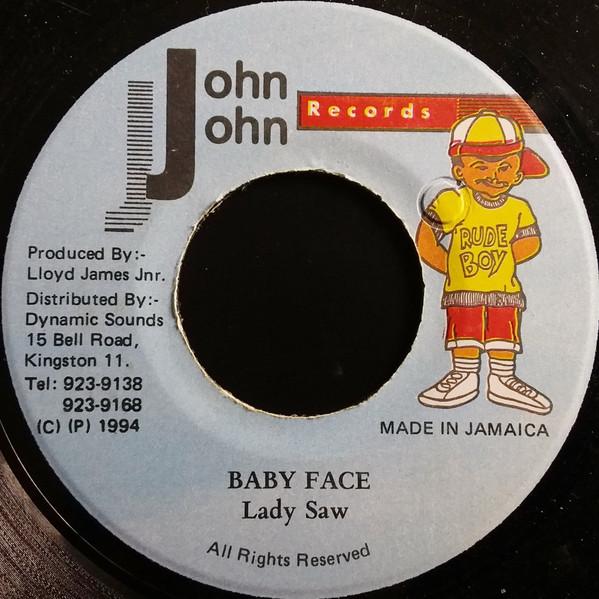 John
John
Records
RUDE
BOY
Produced By:-
Lloyd James Jnr.
Distributed By:-
Dynamic Sounds
15 Bell Road,
Kingston 11.
Tel: 923-9138
923-9168
(C) (P) 1994
MADE IN JAMAICA
BABY FACE
Lady Saw
All Rights Reserved